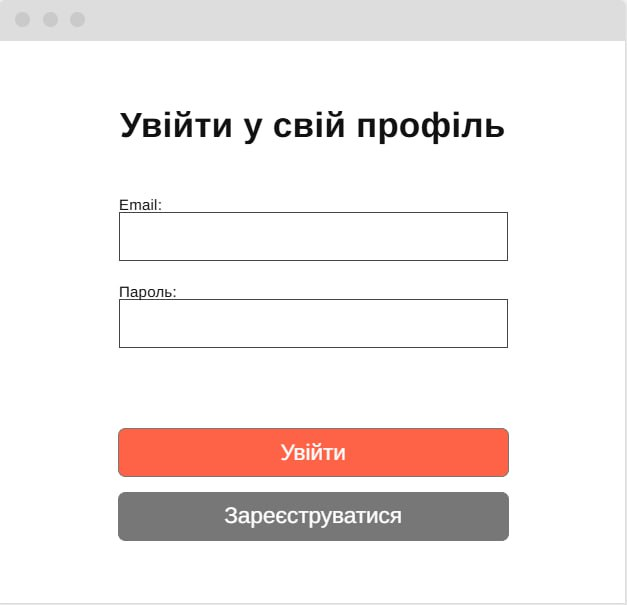 Увійти у свій профіль
Email:
Пароль:
Увійти
Зареєструватися